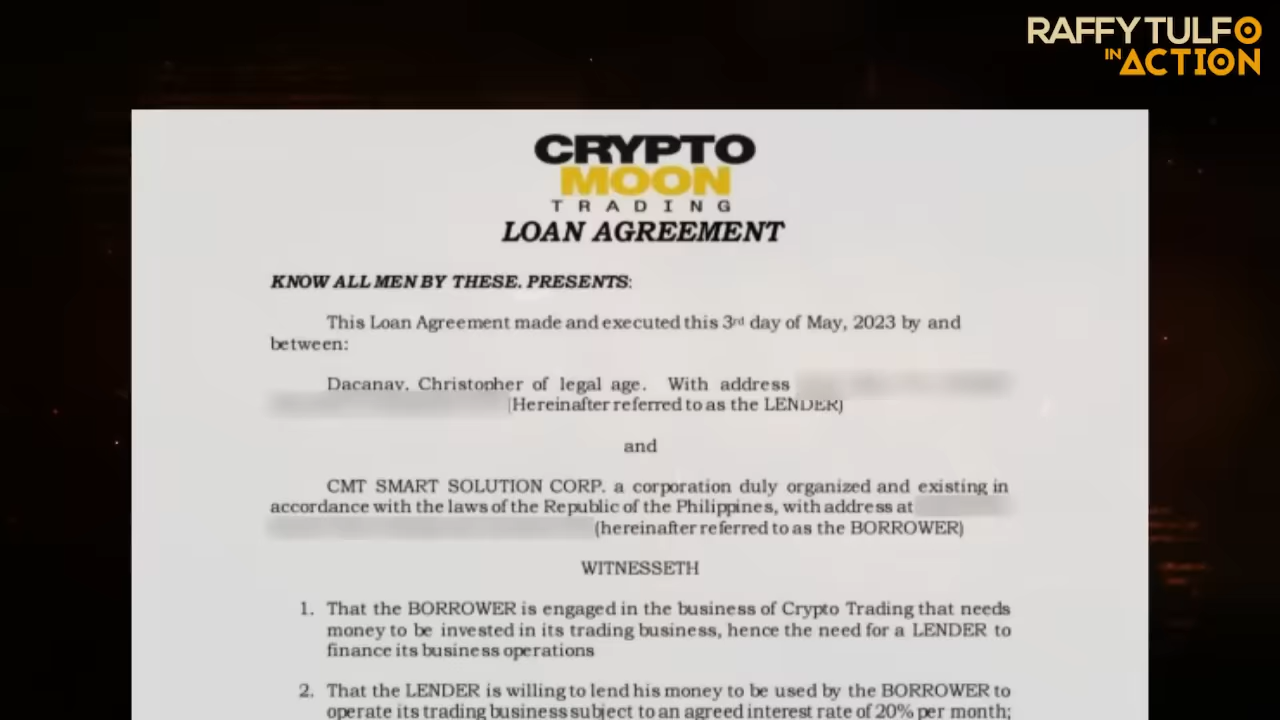 RAFFY TULFO
IN ACTION
CRYPTO
MOON
TRADING
LOAN AGREEMENT
KNOW ALL MEN BY THESE. PRESENTS:
This Loan Agreement made and executed this 3rd day of May, 2023 by and
between:
Dacanay, Christopher of legal age. With address
(Hereinafter referred to as the LENDER)
and
CMT SMART SOLUTION CORP. a corporation duly organized and existing in
accordance with the laws of the Republic of the Philippines, with address at
(hereinafter referred to as the BORROWER)
WITNESSETH
1. That the BORROWER is engaged in the business of Crypto Trading that needs
money to be invested in its trading business, hence the need for a LENDER to
finance its business operations
2. That the LENDER is willing to lend his money to be used by the BORROWER to
operate its trading business subject to an agreed interest rate of 20% per month;